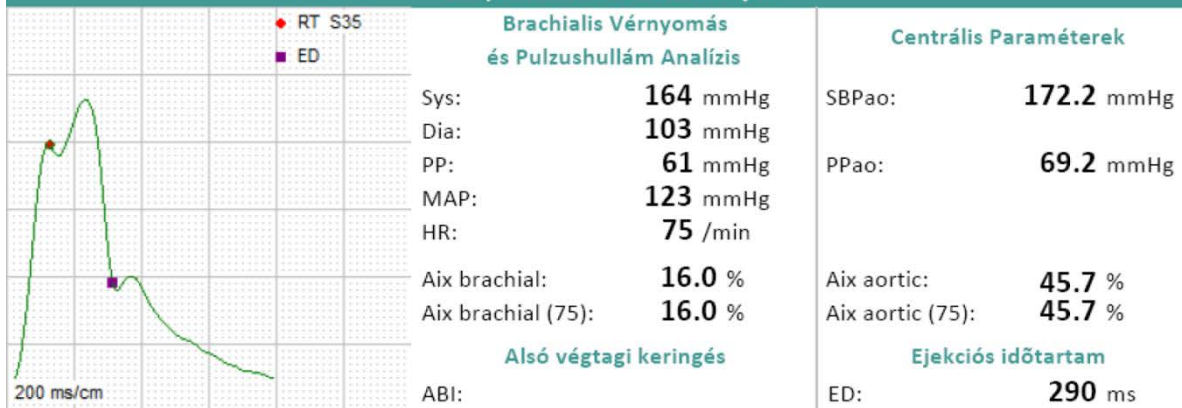 RT S35
ED
200 ms/cm
Brachialis Vérnyomás
és Pulzushullám Analízis
Sys: 164 mmHg
Dia: 103 mmHg
PP: 61 mmHg
MAP: 123 mmHg
HR: 75 /min
Aix brachial: 16.0 %
Aix brachial (75): 16.0 %
Alsó végtagi keringés
ABI:
Centrális Paraméterek
SBPao: 172.2 mmHg
PPao: 69.2 mmHg
Aix aortic: 45.7 %
Aix aortic (75): 45.7 %
Ejekciós idõtartam
ED: 290 ms